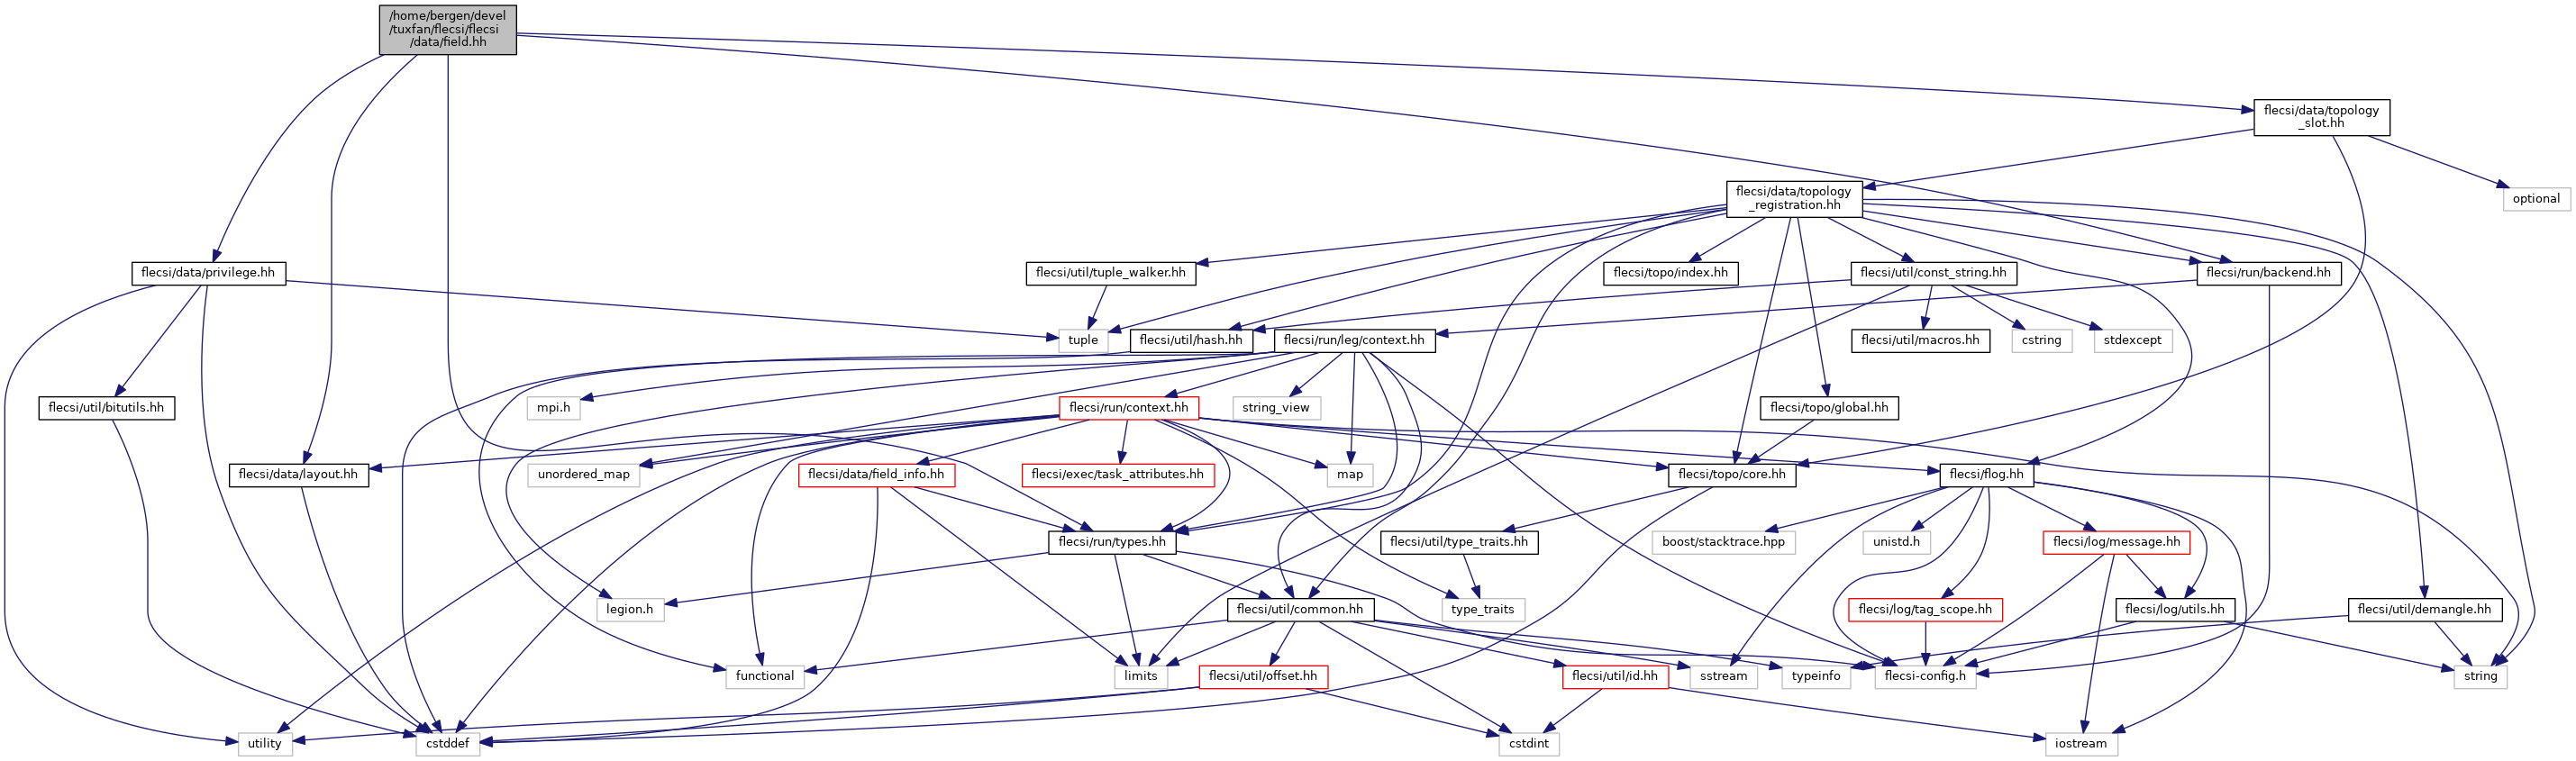 /home/bergen/devel
/tuxfan/flecsi/flecsi
/data/field.hh
flecsi/data/topology
_slot.hh
flecsi/data/topology
_registration.hh
optional
flecsi/data/privilege.hh
flecsi/util/tuple_walker.hh
flecsi/topo/index.hh
flecsi/util/const_string.hh
flecsi/run/backend.hh
tuple
flecsi/util/hash.hh
flecsi/run/leg/context.hh
flecsi/util/macros.hh
cstring
stdexcept
flecsi/util/bitutils.hh
mpi.h
flecsi/run/context.hh
string_view
flecsi/topo/global.hh
flecsi/data/layout.hh
unordered_map
flecsi/data/field_info.hh
flecsi/exec/task_attributes.hh
map
flecsi/topo/core.hh
flecsi/flog.hh
flecsi/run/types.hh
flecsi/util/type_traits.hh
boost/stacktrace.hpp
unistd.h
flecsi/log/message.hh
legion.h
flecsi/util/common.hh
type_traits
flecsi/log/tag_scope.hh
flecsi/log/utils.hh
flecsi/util/demangle.hh
functional
limits
flecsi/util/offset.hh
flecsi/util/id.hh
sstream
typeinfo
flecsi-config.h
string
utility
cstddef
cstdint
iostream